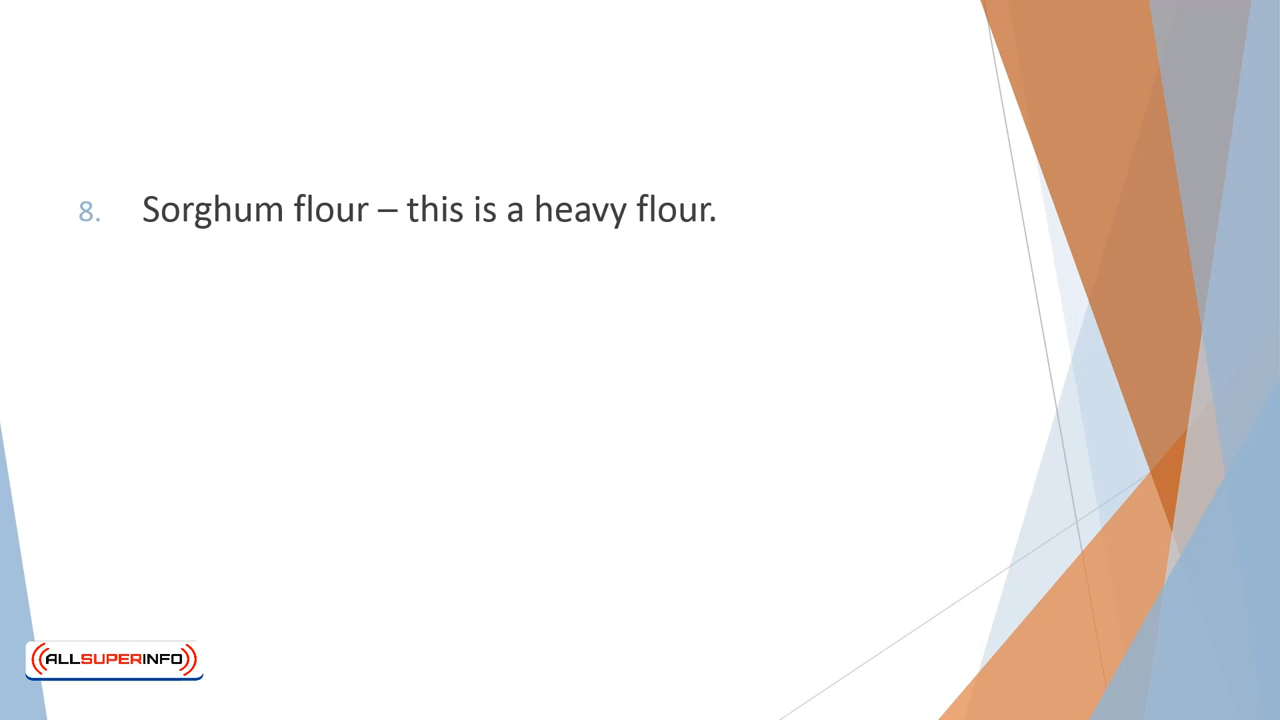 8. Sorghum flour – this is a heavy flour.
((ALLSUPERINFO))